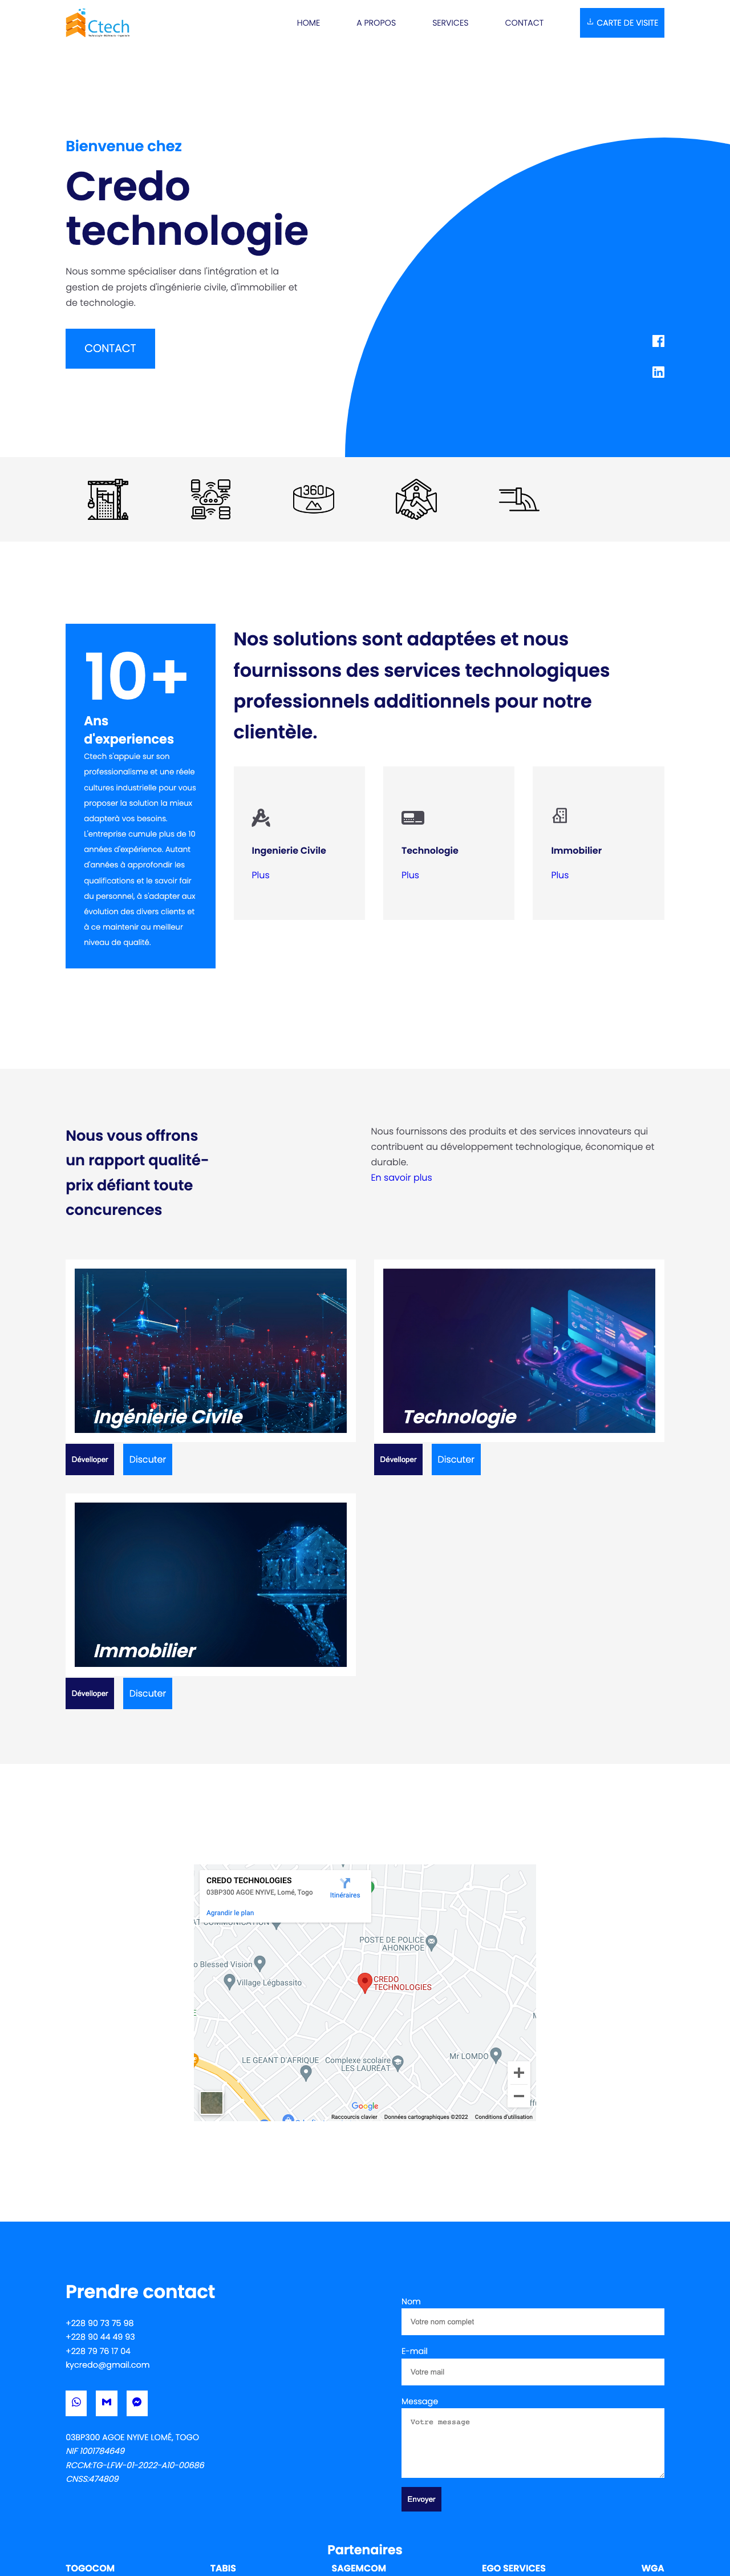 Ctech
HOME
A PROPOS
SERVICES
CONTACT
CARTE DE VISITE
Bienvenue chez
Credo
technologie
Nous somme spécialiser dans l'intégration et la
gestion de projets d'ingénierie civile, d'immobilier et
de technologie.
CONTACT
360
10+
Ans
d'experiences
Ctech s'appuie sur son
professionalisme et une réele
cultures industrielle pour vous
proposer la solution la mieux
adapterà vos besoins.
L'entreprise cumule plus de 10
années d'expérience. Autant
d'années à approfondir les
qualifications et le savoir fair
du personnel, à s'adapter aux
évolution des divers clients et
à ce maintenir au meilleur
niveau de qualité.
Nos solutions sont adaptées et nous
fournissons des services technologiques
professionnels additionnels pour notre
clientèle.
Ingenierie Civile
Plus
Technologie
Plus
Immobilier
Plus
Nous vous offrons
un rapport qualité-
prix défiant toute
concurences
Nous fournissons des produits et des services innovateurs qui
contribuent au développement technologique, économique et
durable.
En savoir plus
Ingénierie Civile
Dévelloper
Discuter
Technologie
Dévelloper
Discuter
Immobilier
Dévelloper
Discuter
CREDO TECHNOLOGIES
03BP300 AGOE NYIVE, Lomé, Togo
Itinéraires
Agrandir le plan
POSTE DE POLICE
AHONKPOE
o Blessed Vision
Village Légbassito
CREDO
TECHNOLOGIES
LE GEANT D'AFRIQUE
Complexe scolaire
LES LAURÉAT
Mr LOMDO
Google
Raccourcis clavier
Données cartographiques ©2022
Conditions d'utilisation
Prendre contact
+228 90 73 75 98
+228 90 44 49 93
+228 79 76 17 04
kycredo@gmail.com
03BP300 AGOE NYIVE LOMÉ, TOGO
NIF 1001784649
RCCM:TG-LFW-01-2022-A10-00686
CNSS:474809
Nom
Votre nom complet
E-mail
Votre mail
Message
Votre message
Envoyer
Partenaires
TOGOCOM
TABIS
SAGEMCOM
EGO SERVICES
WGA